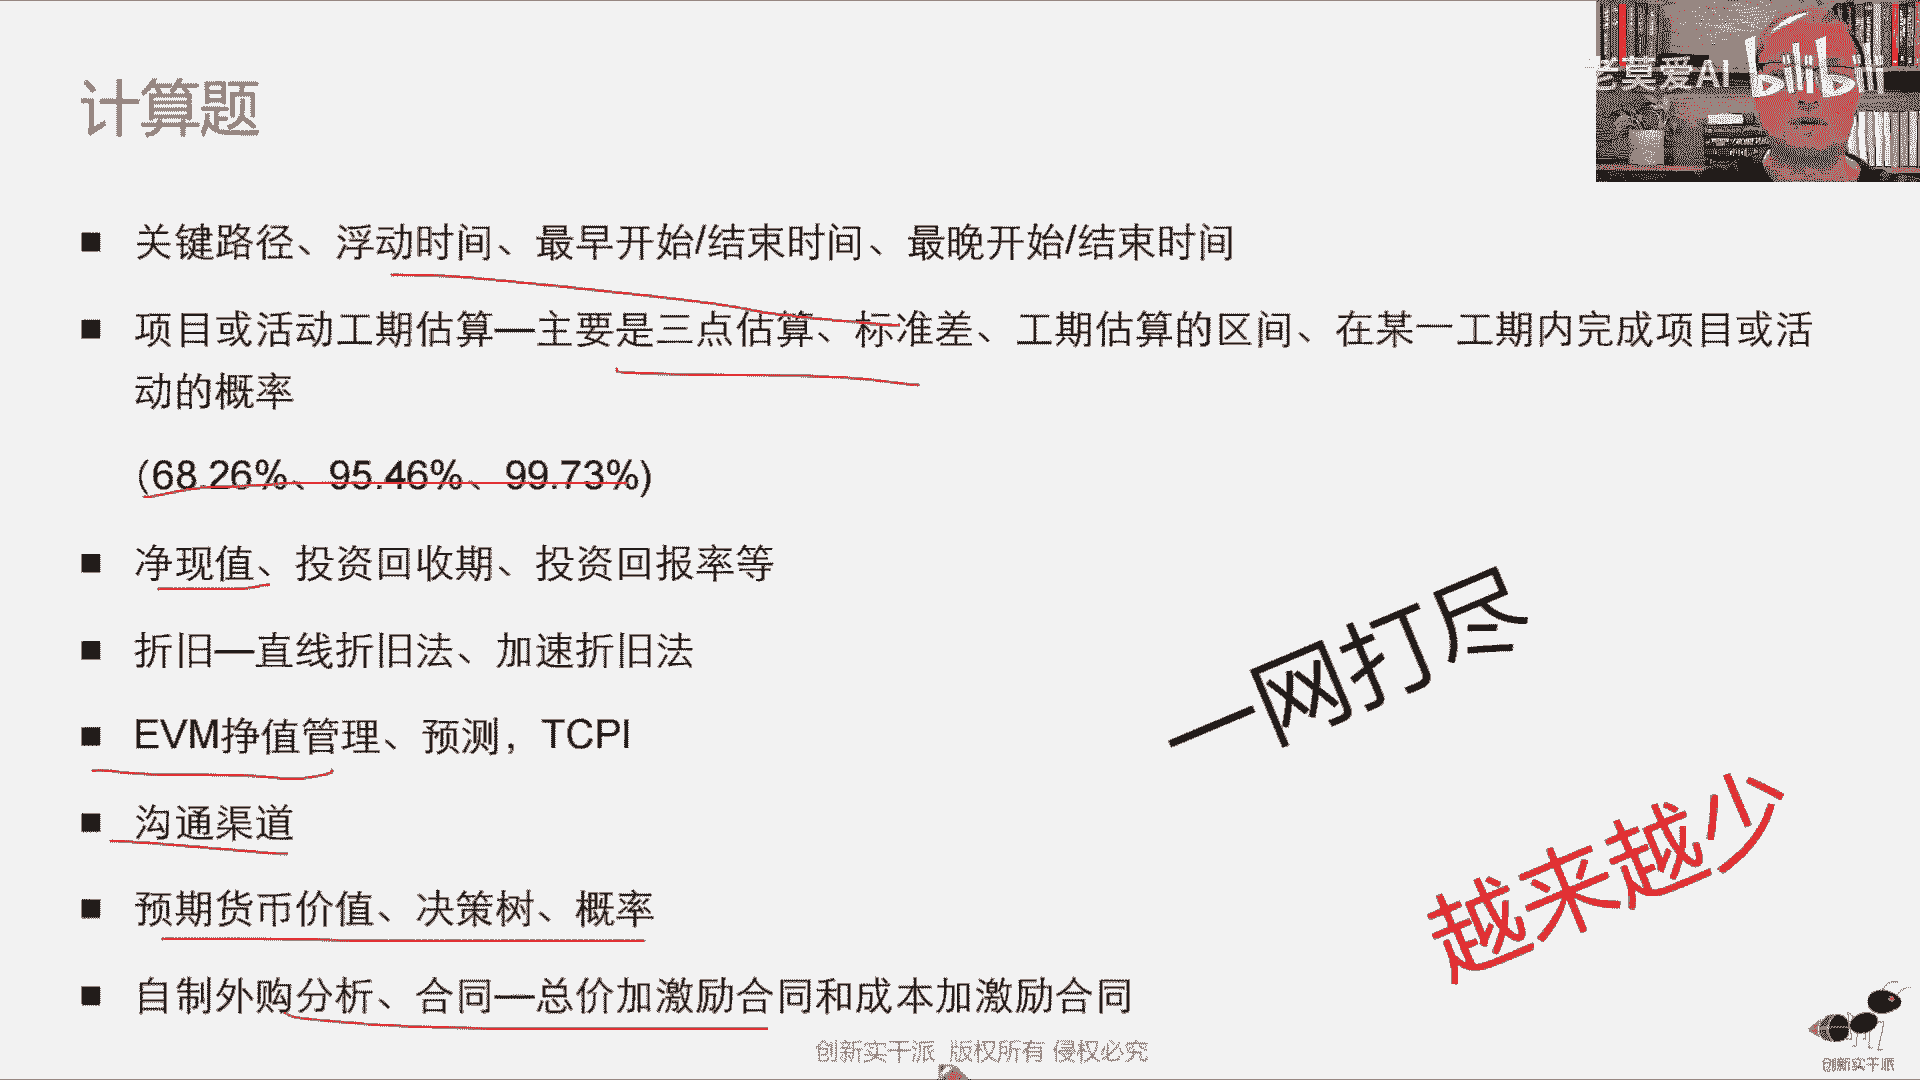 计算题
老莫爱AI bilibili
■ 关键路径、浮动时间、最早开始/结束时间、最晚开始/结束时间
■ 项目或活动工期估算—主要是三点估算、标准差、工期估算的区间、在某一工期内完成项目或活
动的概率
(68.26%、95.46%、99.73%)
■ 净现值、投资回收期、投资回报率等
■ 折旧—直线折旧法、加速折旧法
■ EVM挣值管理、预测，TCPI
■ 沟通渠道
■ 预期货币价值、决策树、概率
■ 自制外购分析、合同—总价加激励合同和成本加激励合同
一网打尽
越来越少
创新实干派 版权所有 侵权必究
创新实干派